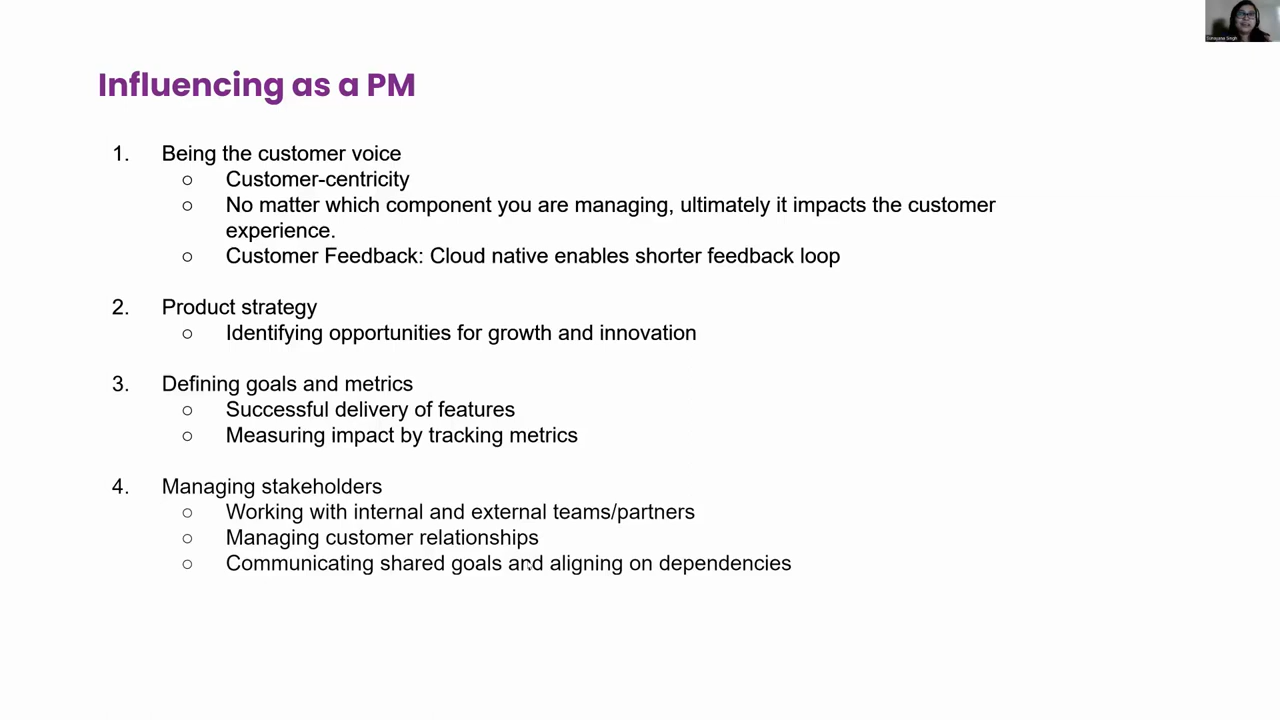 Influencing as a PM
1. Being the customer voice
○ Customer-centricity
○ No matter which component you are managing, ultimately it impacts the customer
experience.
○ Customer Feedback: Cloud native enables shorter feedback loop
2. Product strategy
○ Identifying opportunities for growth and innovation
3. Defining goals and metrics
○ Successful delivery of features
○ Measuring impact by tracking metrics
4. Managing stakeholders
○ Working with internal and external teams/partners
○ Managing customer relationships
○ Communicating shared goals and aligning on dependencies